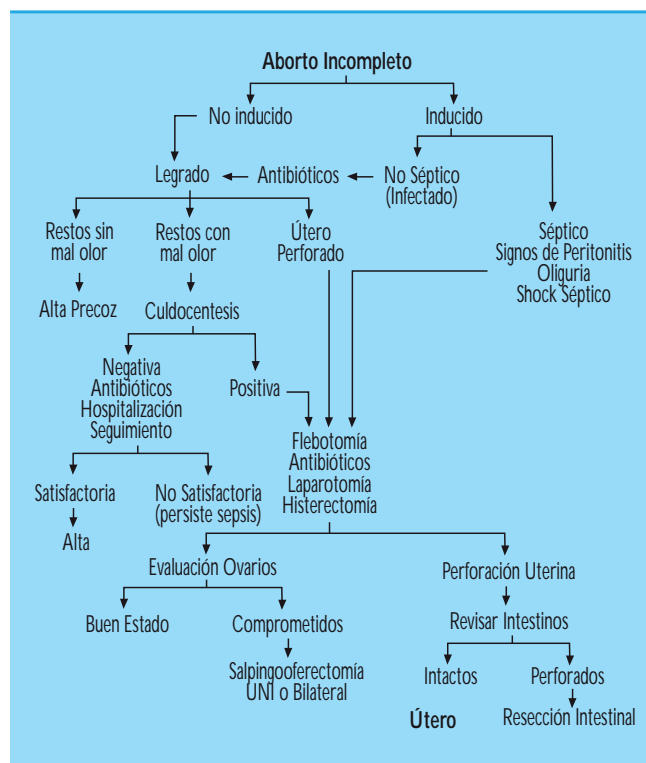 Aborto Incompleto
No inducido
Inducido
Legrado
Antibióticos
No Séptico
(Infectado)
Restos sin
mal olor
Restos con
mal olor
Útero
Perforado
Séptico
Signos de Peritonitis
Oliguria
Shock Séptico
Alta Precoz
Culdocentesis
Negativa
Antibióticos
Hospitalización
Seguimiento
Positiva
Flebotomía
Antibióticos
Laparotomía
Histerectomía
Satisfactoria
No Satisfactoria
(persiste sepsis)
Alta
Evaluación Ovarios
Perforación Uterina
Buen Estado
Comprometidos
Revisar Intestinos
Salpingooferectomía
UNI o Bilateral
Intactos
Perforados
Útero
Resección Intestinal